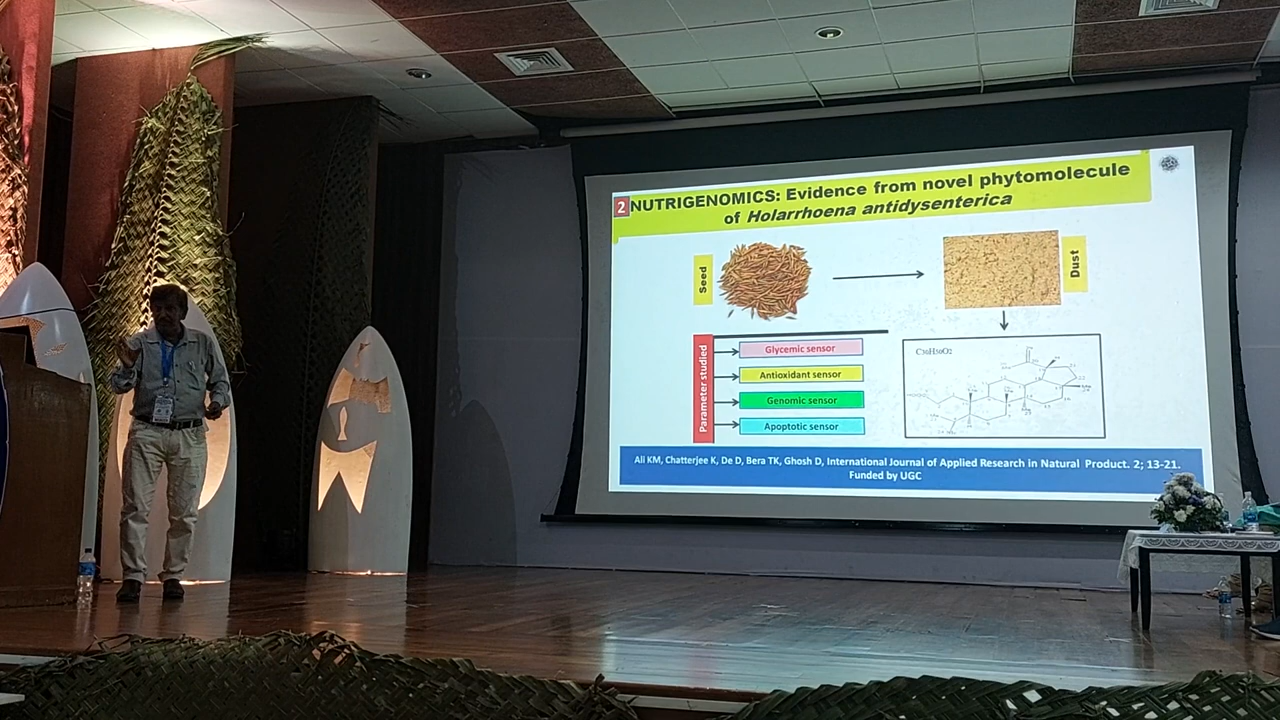 2
NUTRIGENOMICS: Evidence from novel phytomolecule
of Holarrhoena antidysenterica
Seed
Dust
Parameter studied
Glycemic sensor
Antioxidant sensor
Genomic sensor
Apoptotic sensor
C30H50O2
Ali KM, Chatterjee K, De D, Bera TK, Ghosh D, International Journal of Applied Research in Natural Product. 2; 13-21.
Funded by UGC